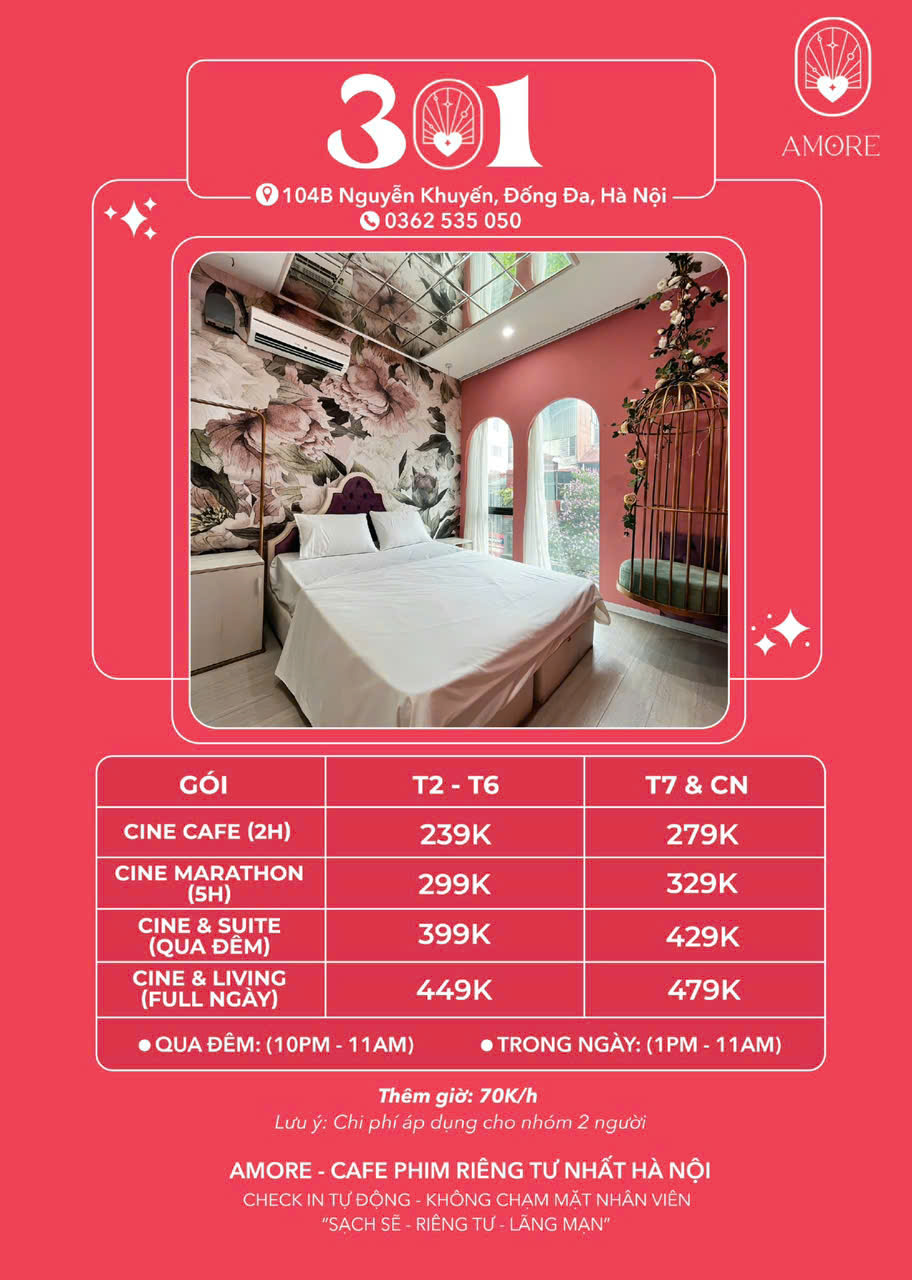 301
AMORE
104B Nguyễn Khuyến, Đống Đa, Hà Nội
0362 535 050
GÓI T2 - T6 T7 & CN
CINE CAFE (2H) 239K 279K
CINE MARATHON
(5H) 299K 329K
CINE & SUITE
(QUA ĐÊM) 399K 429K
CINE & LIVING
(FULL NGÀY) 449K 479K
●QUA ĐÊM: (10PM - 11AM) ●TRONG NGÀY: (1PM - 11AM)
Thêm giờ: 70K/h
Lưu ý: Chi phí áp dụng cho nhóm 2 người
AMORE - CAFE PHIM RIÊNG TƯ NHẤT HÀ NỘI
CHECK IN TỰ ĐỘNG - KHÔNG CHẠM MẶT NHÂN VIÊN
“SẠCH SẼ - RIÊNG TƯ - LÃNG MẠN”